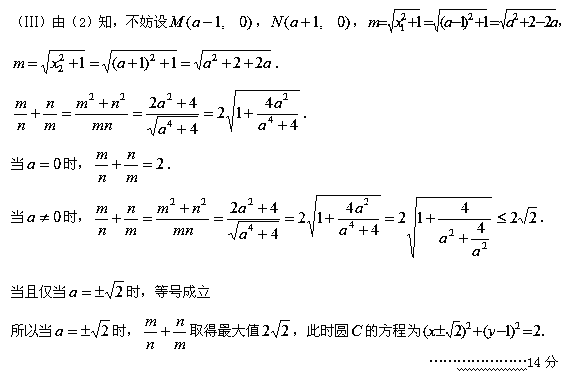 (III) 由(2)知，不妨设 M(a−1, 0)，N(a+1, 0)，m=√(x₁²+1)=√((a−1)²+1)=√(a²+2−2a)，
m=√(x₂²+1)=√((a+1)²+1)=√(a²+2+2a)．
m/n+n/m=(m²+n²)/(mn)=(2a²+4)/√(a⁴+4)=2√(1+4a²/(a⁴+4))．
当a=0时，m/n+n/m=2．
当a≠0时，m/n+n/m=(m²+n²)/(mn)=(2a²+4)/√(a⁴+4)=2√(1+4a²/(a⁴+4))=2√(1+4/(a²+4/a²))≤2√2．
当且仅当a=±√2时，等号成立
所以当a=±√2时，m/n+n/m取得最大值2√2，此时圆C的方程为(x±√2)²+(y−1)²=2.
⋯⋯⋯⋯⋯⋯⋯14分